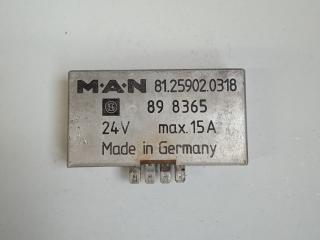 M·A·N 81.25902.0318
89 8365
24V max.15A
Made in Germany